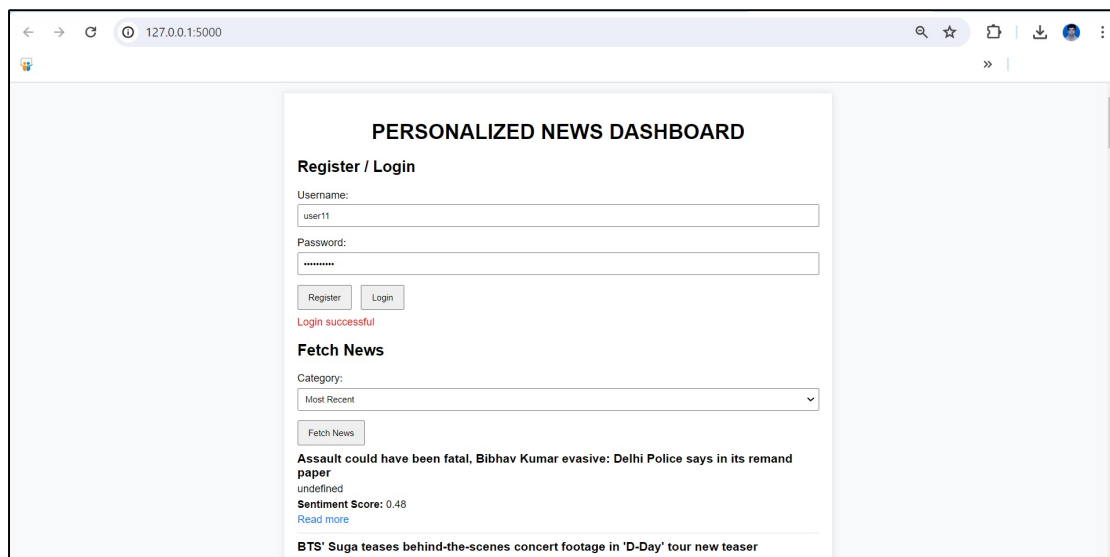 127.0.0.1:5000
PERSONALIZED NEWS DASHBOARD
Register / Login
Username:
user11
Password:
••••••••••
Register Login
Login successful
Fetch News
Category:
Most Recent
Fetch News
Assault could have been fatal, Bibhav Kumar evasive: Delhi Police says in its remand
paper
undefined
Sentiment Score: 0.48
Read more
BTS' Suga teases behind-the-scenes concert footage in 'D-Day' tour new teaser